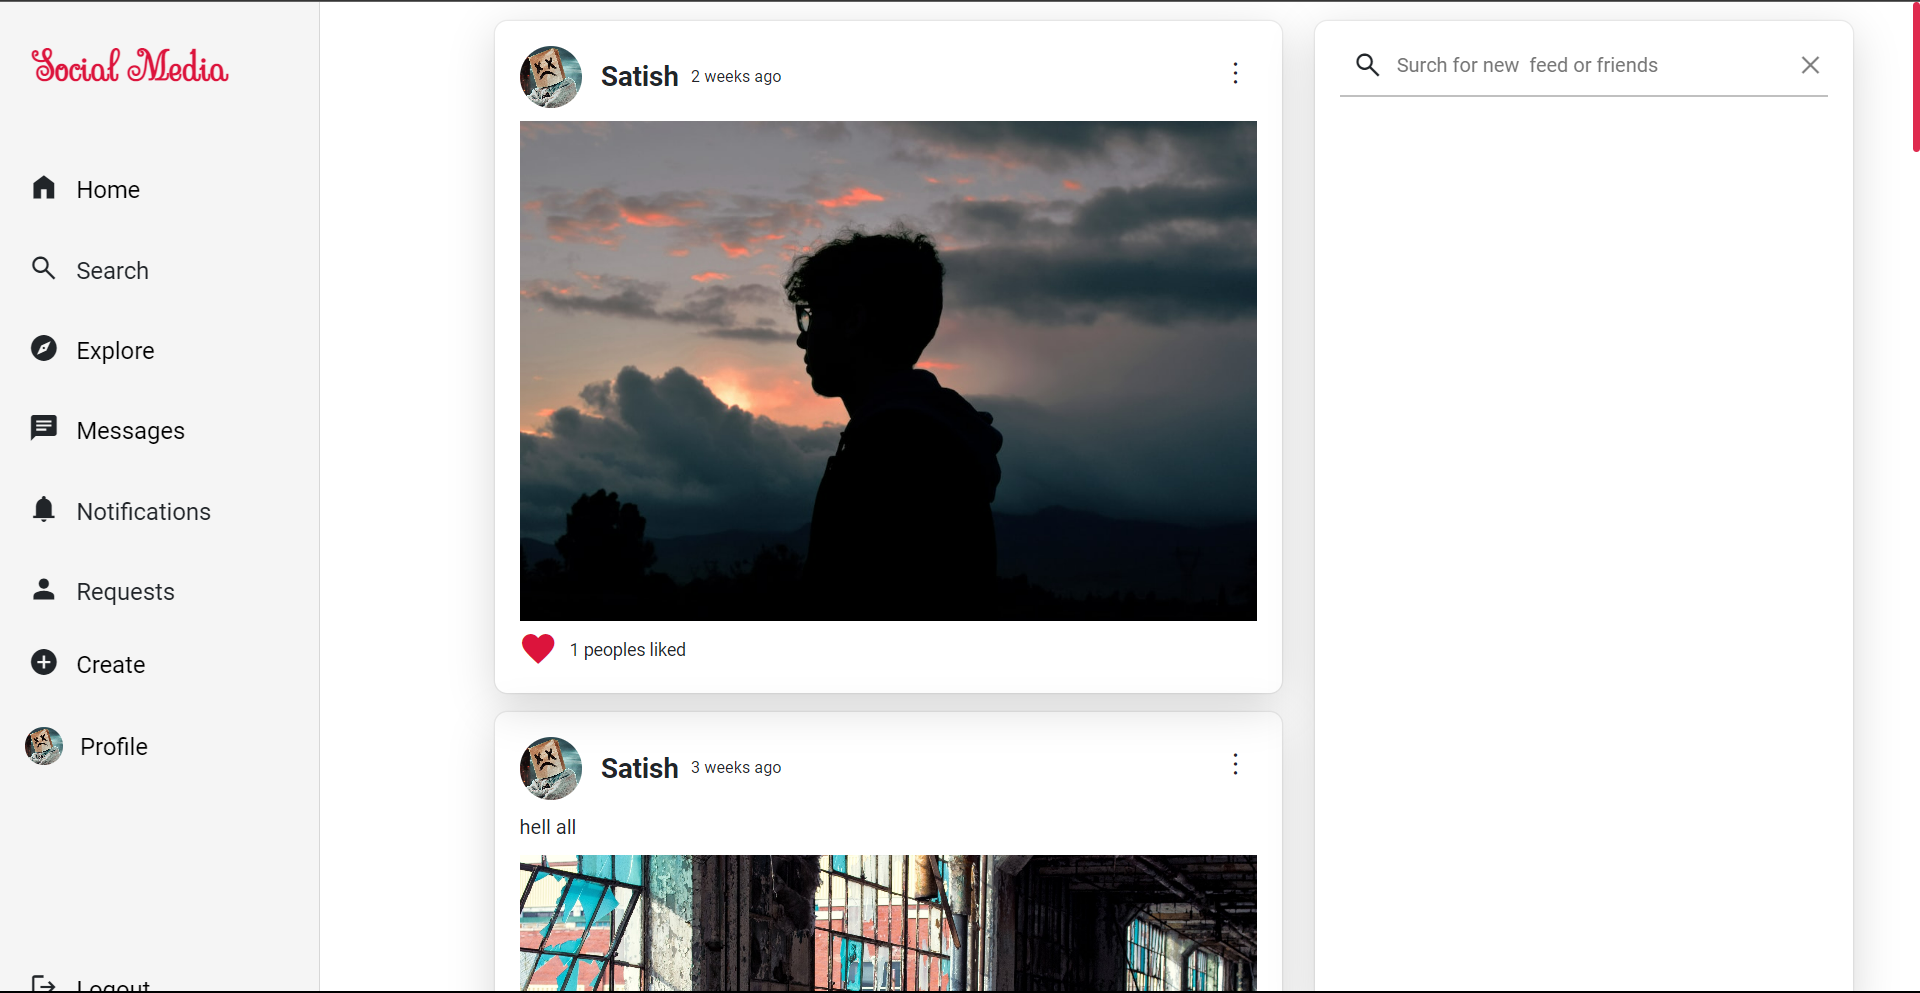 Social Media
Home
Search
Explore
Messages
Notifications
Requests
Create
Profile
Logout
Satish 2 weeks ago
1 peoples liked
Satish 3 weeks ago
hell all
Surch for new  feed or friends